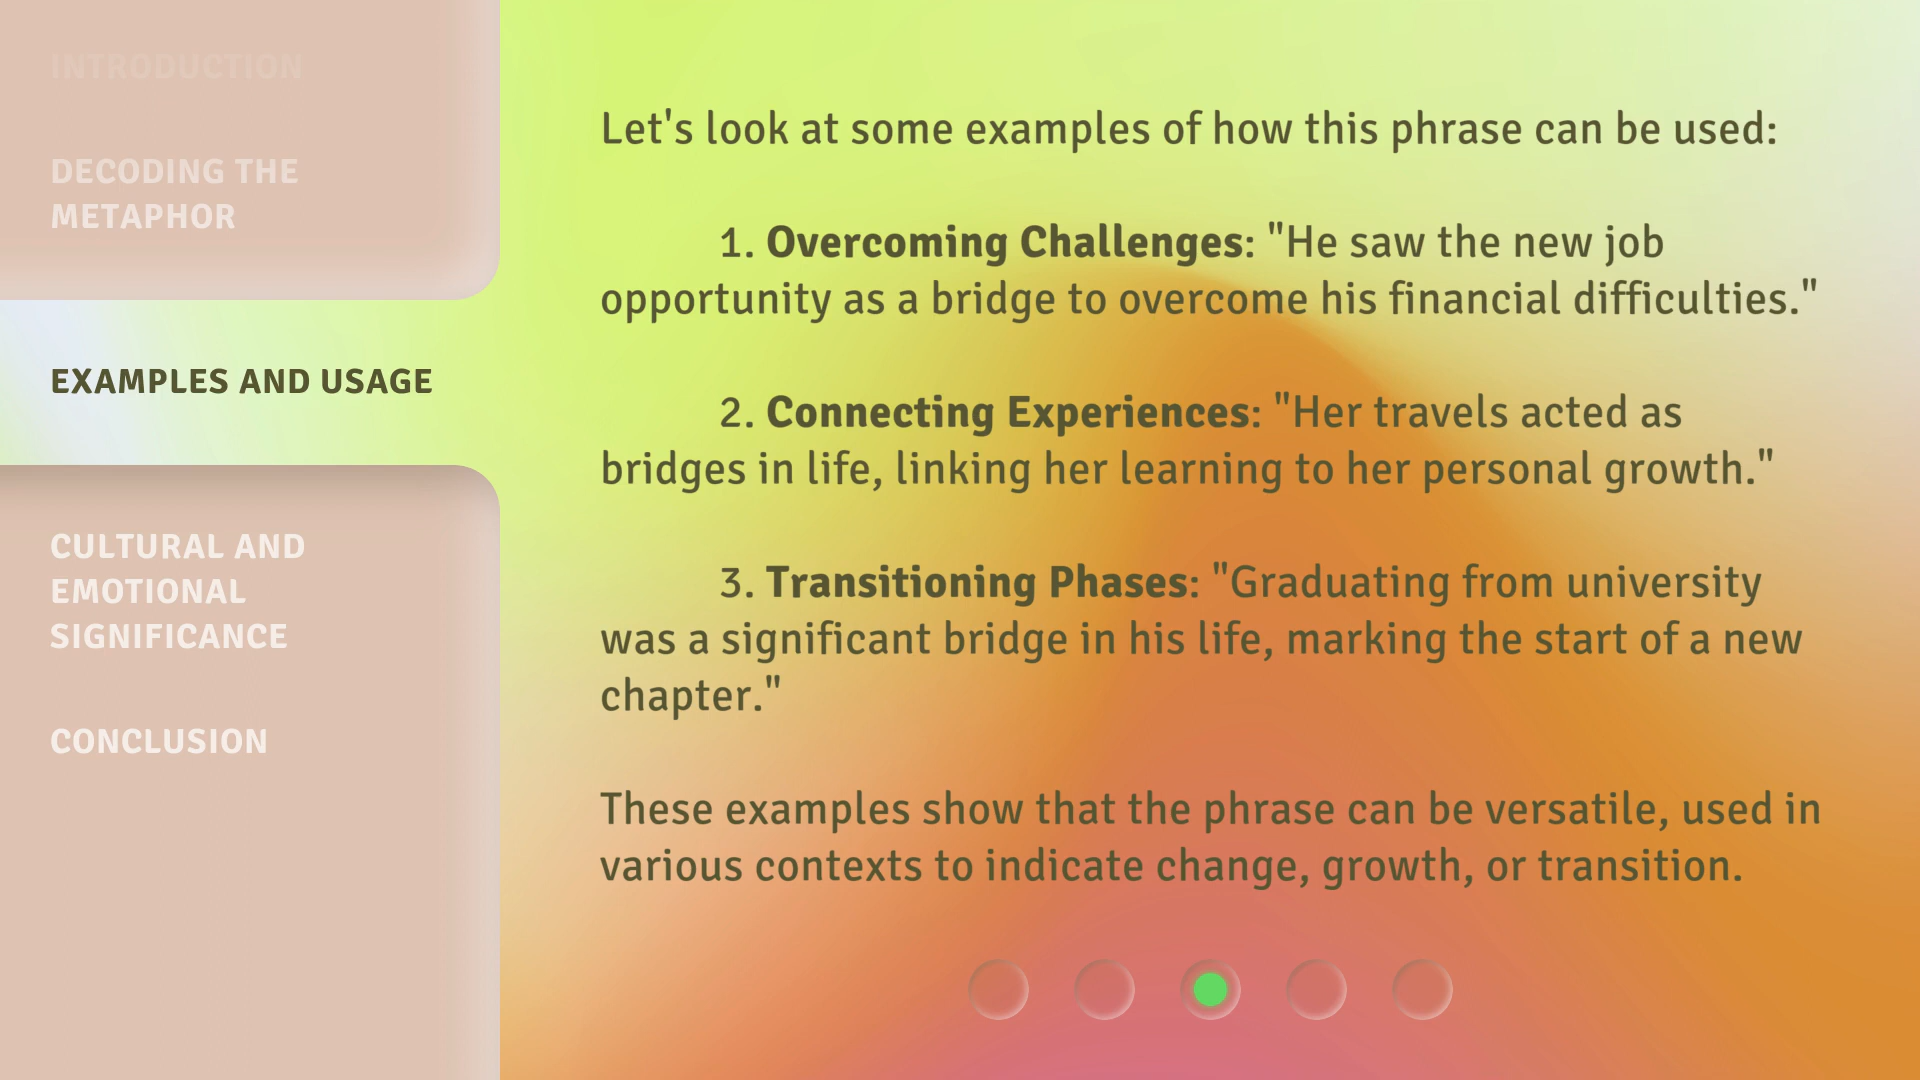 INTRODUCTION
DECODING THE
METAPHOR
EXAMPLES AND USAGE
CULTURAL AND
EMOTIONAL
SIGNIFICANCE
CONCLUSION
Let's look at some examples of how this phrase can be used:
1. Overcoming Challenges: "He saw the new job
opportunity as a bridge to overcome his financial difficulties."
2. Connecting Experiences: "Her travels acted as
bridges in life, linking her learning to her personal growth."
3. Transitioning Phases: "Graduating from university
was a significant bridge in his life, marking the start of a new
chapter."
These examples show that the phrase can be versatile, used in
various contexts to indicate change, growth, or transition.